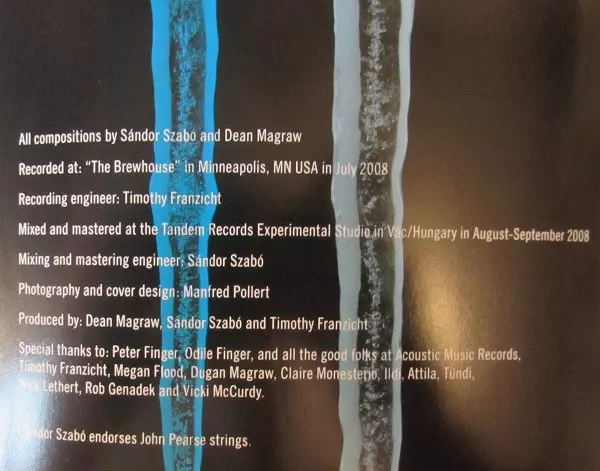 All compositions by Sándor Szabó and Dean Magraw
Recorded at: “The Brewhouse” in Minneapolis, MN USA in July 2008
Recording engineer: Timothy Franzicht
Mixed and mastered at the Tandem Records Experimental Studio in Vac/Hungary in August-September 2008
Mixing and mastering engineer: Sándor Szabó
Photography and cover design: Manfred Pollert
Produced by: Dean Magraw, Sándor Szabó and Timothy Franzicht
Special thanks to: Peter Finger, Odile Finger, and all the good folks at Acoustic Music Records,
Timothy Franzicht, Megan Flood, Dugan Magraw, Claire Monesterio, Ildi, Attila, Tündi,
Lethert, Rob Genadek and Vicki McCurdy.
Sándor Szabó endorses John Pearse strings.